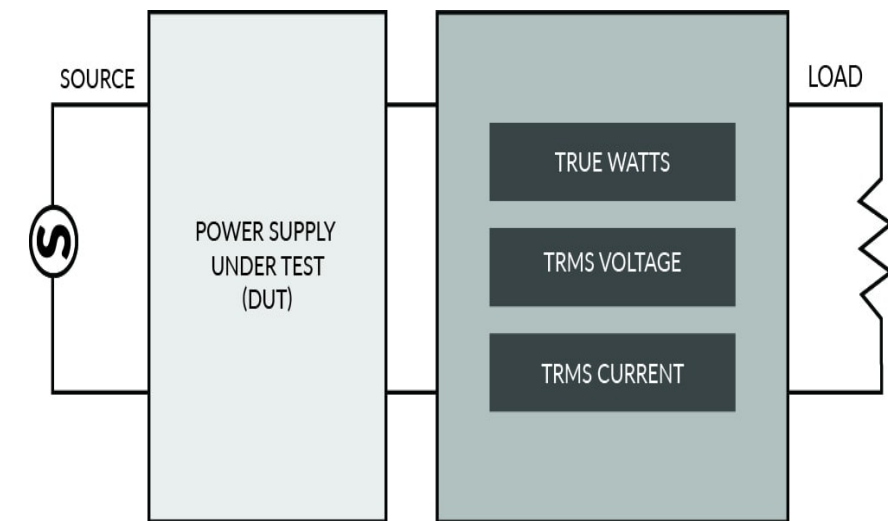 SOURCE
LOAD
TRUE WATTS
POWER SUPPLY
UNDER TEST
(DUT)
TRMS VOLTAGE
TRMS CURRENT
S